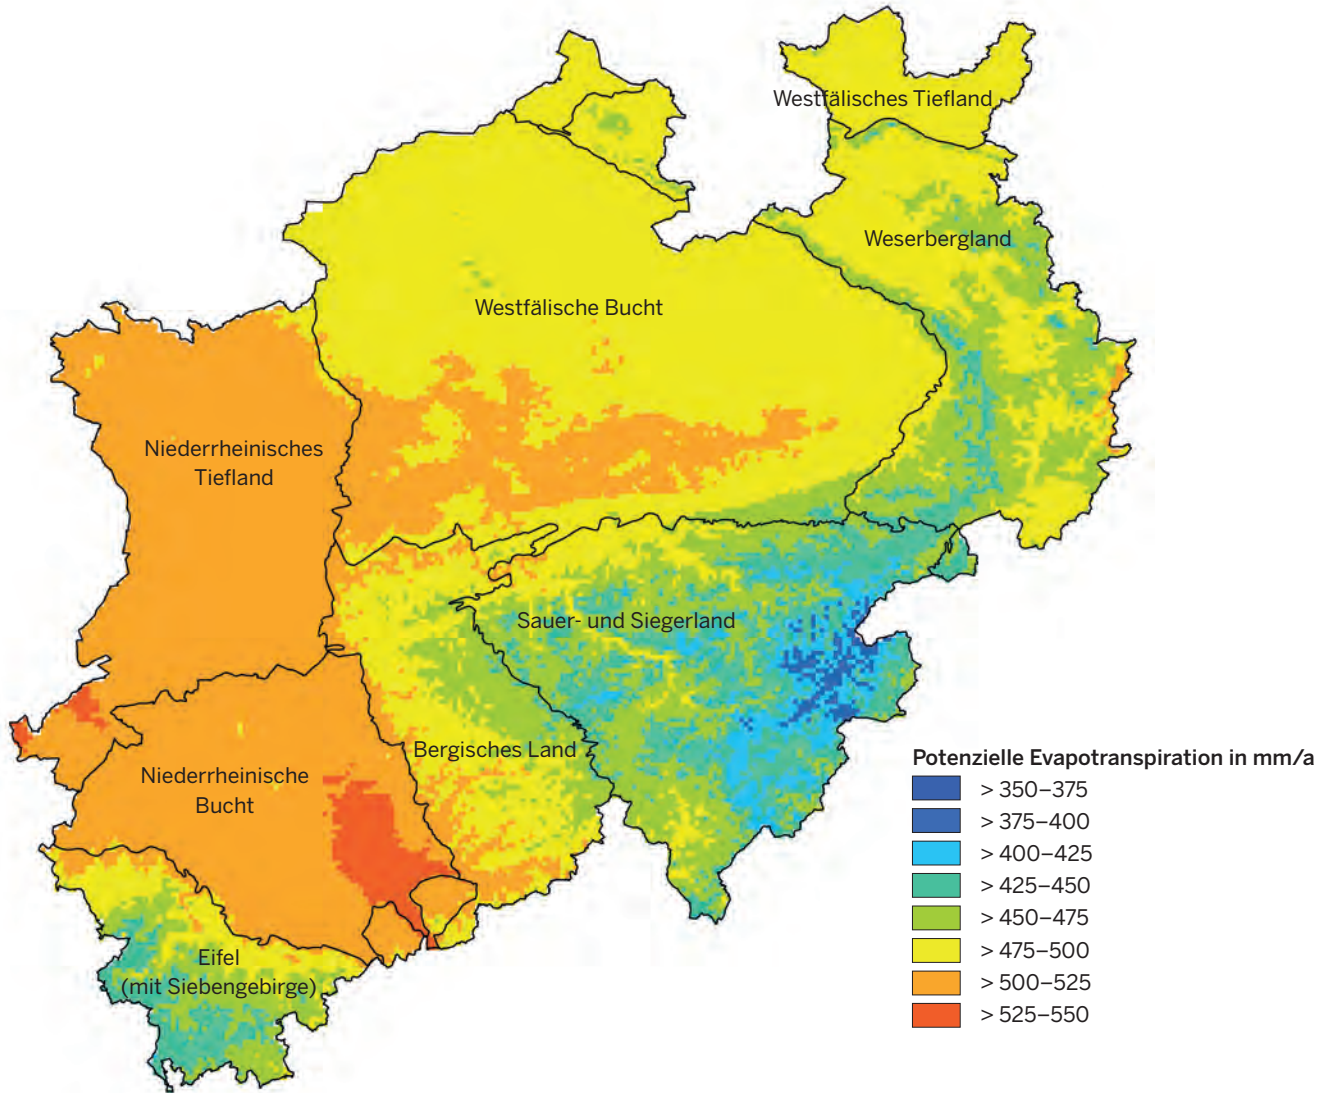 Westfälisches Tiefland
Weserbergland
Westfälische Bucht
Niederrheinisches
Tiefland
Sauer- und Siegerland
Bergisches Land
Niederrheinische
Bucht
Eifel
(mit Siebengebirge)
Potenzielle Evapotranspiration in mm/a
> 350–375
> 375–400
> 400–425
> 425–450
> 450–475
> 475–500
> 500–525
> 525–550